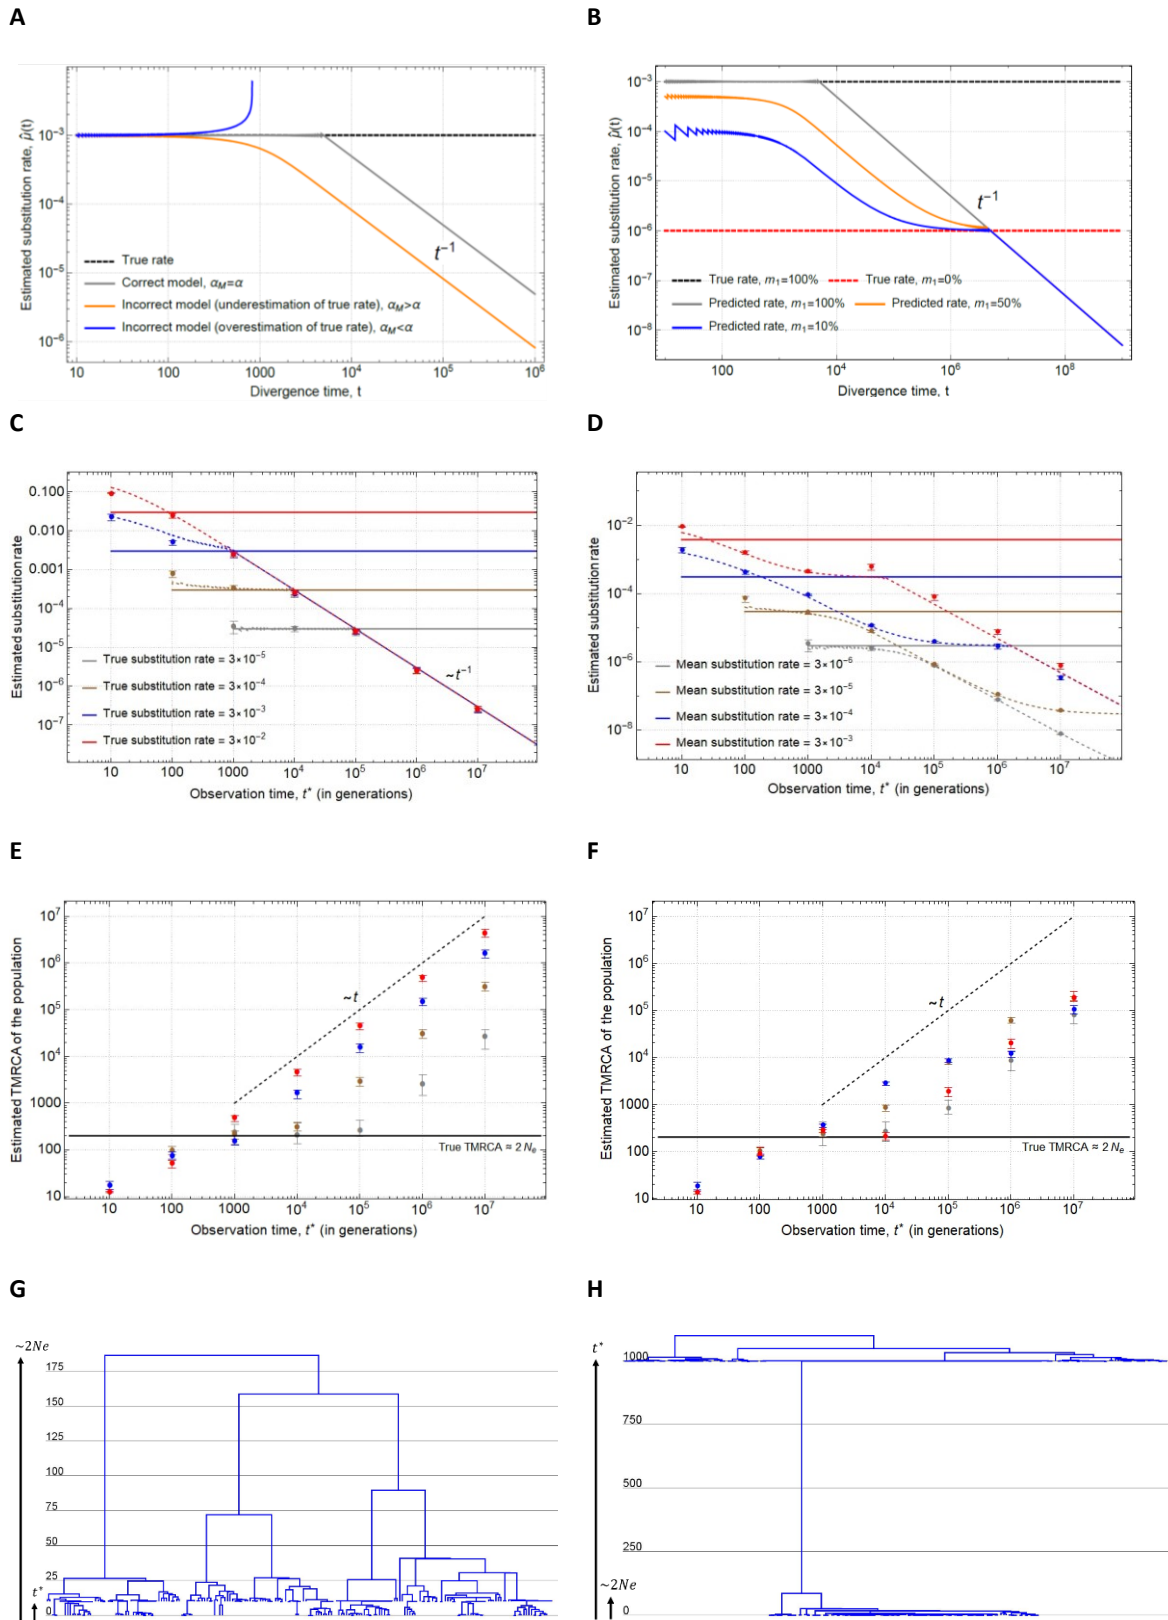 A
B
Estimated substitution rate, μ̂(t)
10⁻³
10⁻⁴
10⁻⁵
10⁻⁶
t⁻¹
True rate
Correct model, α_M=α
Incorrect model (underestimation of true rate), α_M>α
Incorrect model (overestimation of true rate), α_M<α
10 100 1000 10⁴ 10⁵ 10⁶
Divergence time, t
Estimated substitution rate, μ̂(t)
10⁻³
10⁻⁴
10⁻⁵
10⁻⁶
10⁻⁷
10⁻⁸
t⁻¹
True rate, m₁=100% True rate, m₁=0%
Predicted rate, m₁=100% Predicted rate, m₁=50%
Predicted rate, m₁=10%
100 10⁴ 10⁶ 10⁸
Divergence time, t
C
D
Estimated substitution rate
0.100
0.010
0.001
10⁻⁴
10⁻⁵
10⁻⁶
10⁻⁷
~t⁻¹
True substitution rate = 3×10⁻⁵
True substitution rate = 3×10⁻⁴
True substitution rate = 3×10⁻³
True substitution rate = 3×10⁻²
10 100 1000 10⁴ 10⁵ 10⁶ 10⁷
Observation time, t* (in generations)
Estimated substitution rate
10⁻²
10⁻⁴
10⁻⁶
10⁻⁸
Mean substitution rate = 3×10⁻⁶
Mean substitution rate = 3×10⁻⁵
Mean substitution rate = 3×10⁻⁴
Mean substitution rate = 3×10⁻³
10 100 1000 10⁴ 10⁵ 10⁶ 10⁷
Observation time, t* (in generations)
E
F
Estimated TMRCA of the population
10⁷
10⁶
10⁵
10⁴
1000
100
10
~t
True TMRCA ≈ 2 Nₑ
10 100 1000 10⁴ 10⁵ 10⁶ 10⁷
Observation time, t* (in generations)
Estimated TMRCA of the population
10⁷
10⁶
10⁵
10⁴
1000
100
10
~t
True TMRCA ≈ 2 Nₑ
10 100 1000 10⁴ 10⁵ 10⁶ 10⁷
Observation time, t* (in generations)
G
H
~2Ne
175
150
125
100
75
50
25
t*
0
t*
1000
750
500
250
~2Ne
0